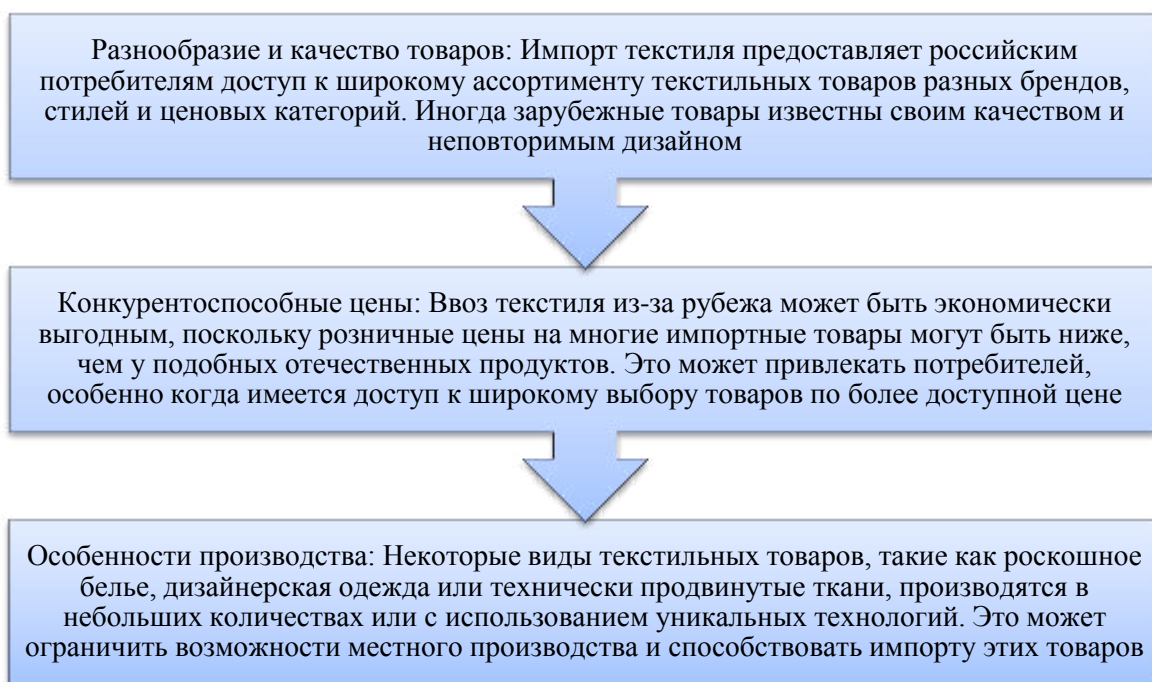 Разнообразие и качество товаров: Импорт текстиля предоставляет российским
потребителям доступ к широкому ассортименту текстильных товаров разных брендов,
стилей и ценовых категорий. Иногда зарубежные товары известны своим качеством и
неповторимым дизайном
Конкурентоспособные цены: Ввоз текстиля из-за рубежа может быть экономически
выгодным, поскольку розничные цены на многие импортные товары могут быть ниже,
чем у подобных отечественных продуктов. Это может привлекать потребителей,
особенно когда имеется доступ к широкому выбору товаров по более доступной цене
Особенности производства: Некоторые виды текстильных товаров, такие как роскошное
белье, дизайнерская одежда или технически продвинутые ткани, производятся в
небольших количествах или с использованием уникальных технологий. Это может
ограничить возможности местного производства и способствовать импорту этих товаров